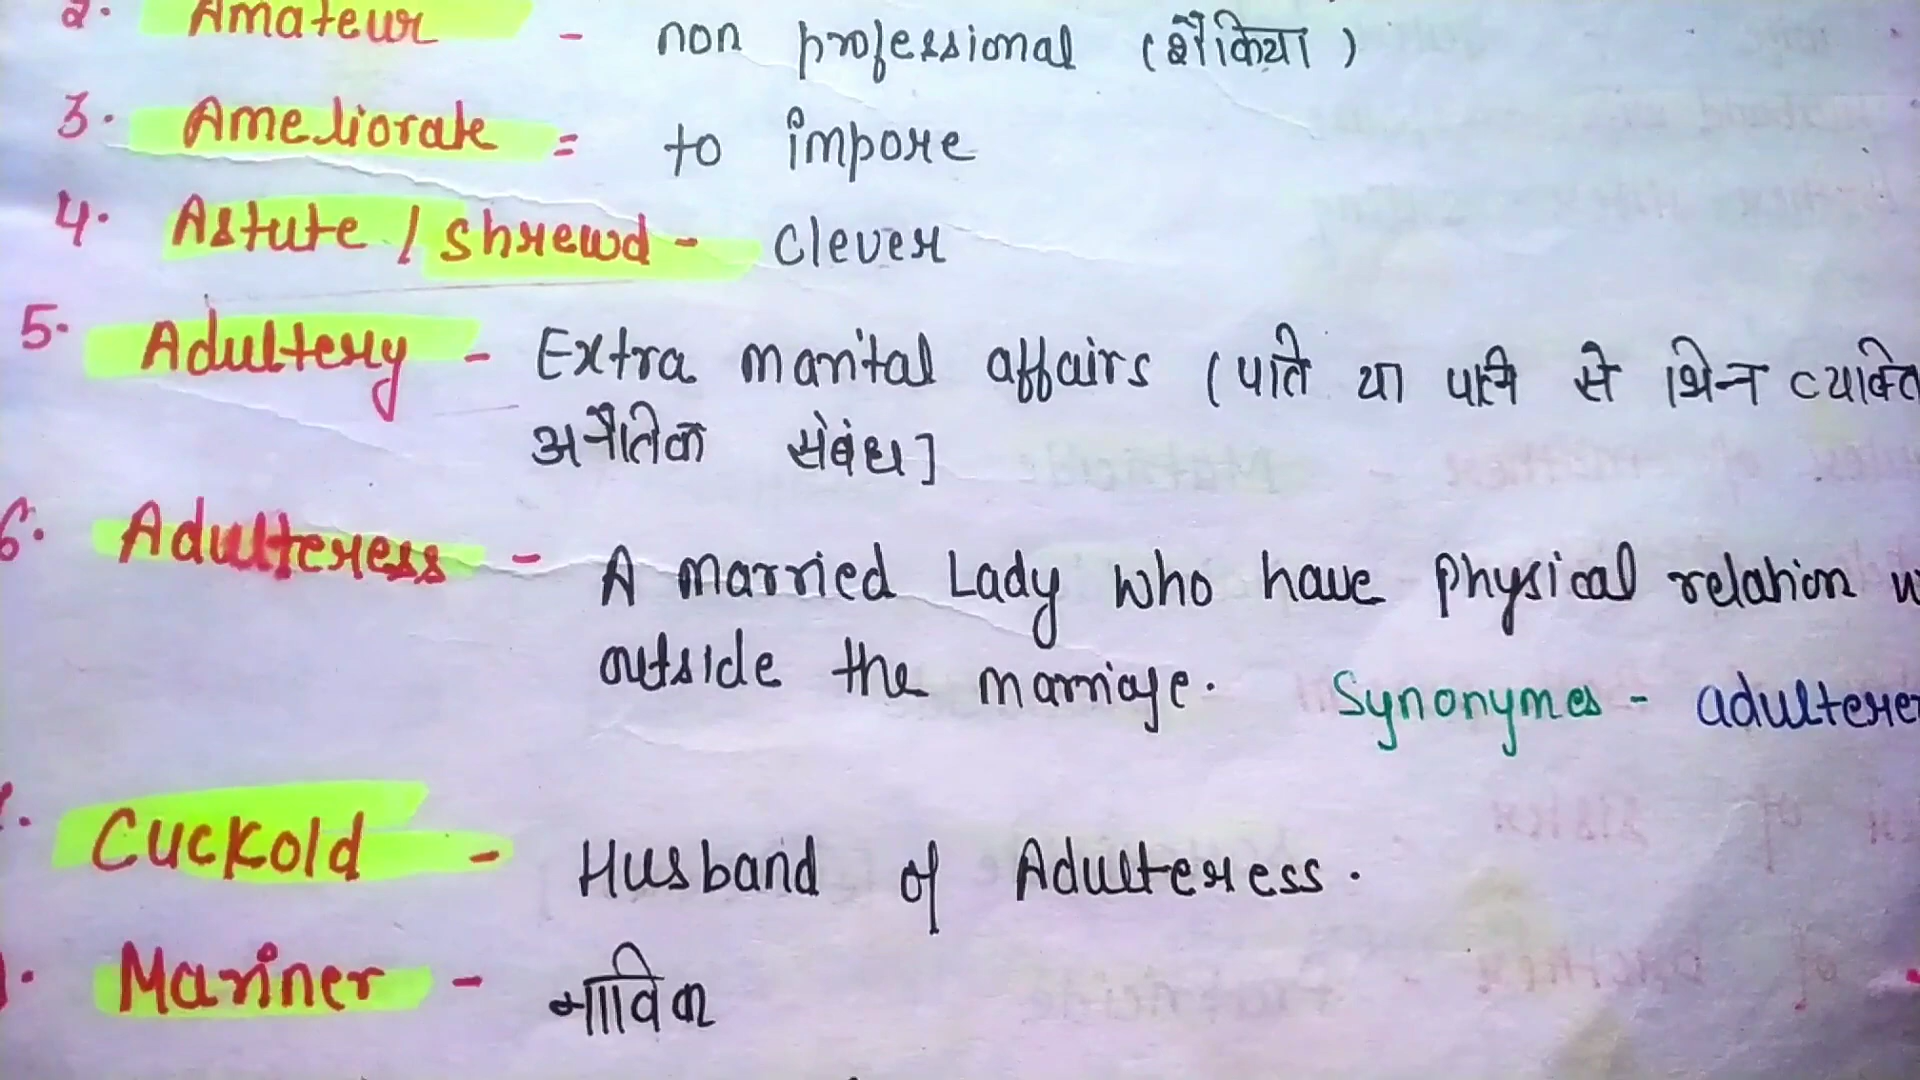 2. Amateur - non professional (शौकिया)
3. Ameliorate = to impore
4. Astute / Shrewd - Clever
5. Adultery - Extra marital affairs (पति या पत्नि से भिन्न व्यक्ति
अनैतिक संबंध]
6. Adulteress - A married Lady who have physical relation
outside the marriage. Synonymes - adulterer
Cuckold - Husband of Adulteress.
Mariner - नाविक